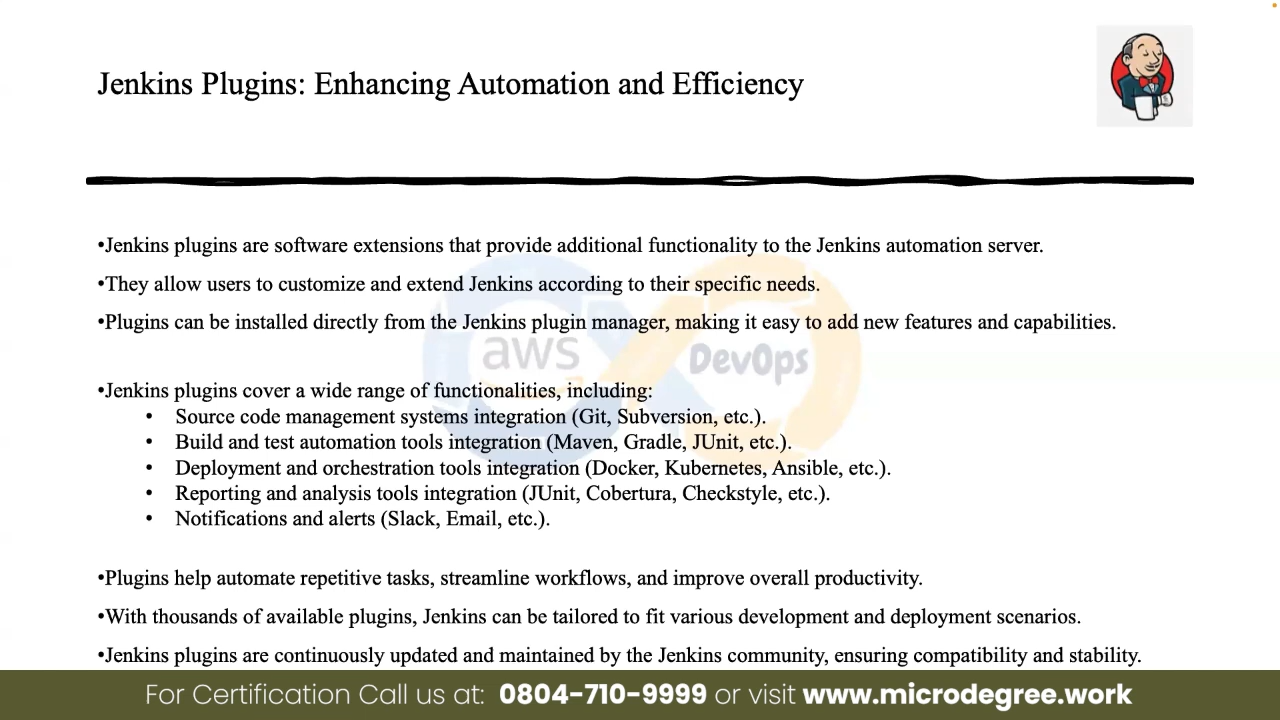 Jenkins Plugins: Enhancing Automation and Efficiency
•Jenkins plugins are software extensions that provide additional functionality to the Jenkins automation server.
•They allow users to customize and extend Jenkins according to their specific needs.
•Plugins can be installed directly from the Jenkins plugin manager, making it easy to add new features and capabilities.
aws DevOps
•Jenkins plugins cover a wide range of functionalities, including:
• Source code management systems integration (Git, Subversion, etc.).
• Build and test automation tools integration (Maven, Gradle, JUnit, etc.).
• Deployment and orchestration tools integration (Docker, Kubernetes, Ansible, etc.).
• Reporting and analysis tools integration (JUnit, Cobertura, Checkstyle, etc.).
• Notifications and alerts (Slack, Email, etc.).
•Plugins help automate repetitive tasks, streamline workflows, and improve overall productivity.
•With thousands of available plugins, Jenkins can be tailored to fit various development and deployment scenarios.
•Jenkins plugins are continuously updated and maintained by the Jenkins community, ensuring compatibility and stability.
For Certification Call us at: 0804-710-9999 or visit www.microdegree.work